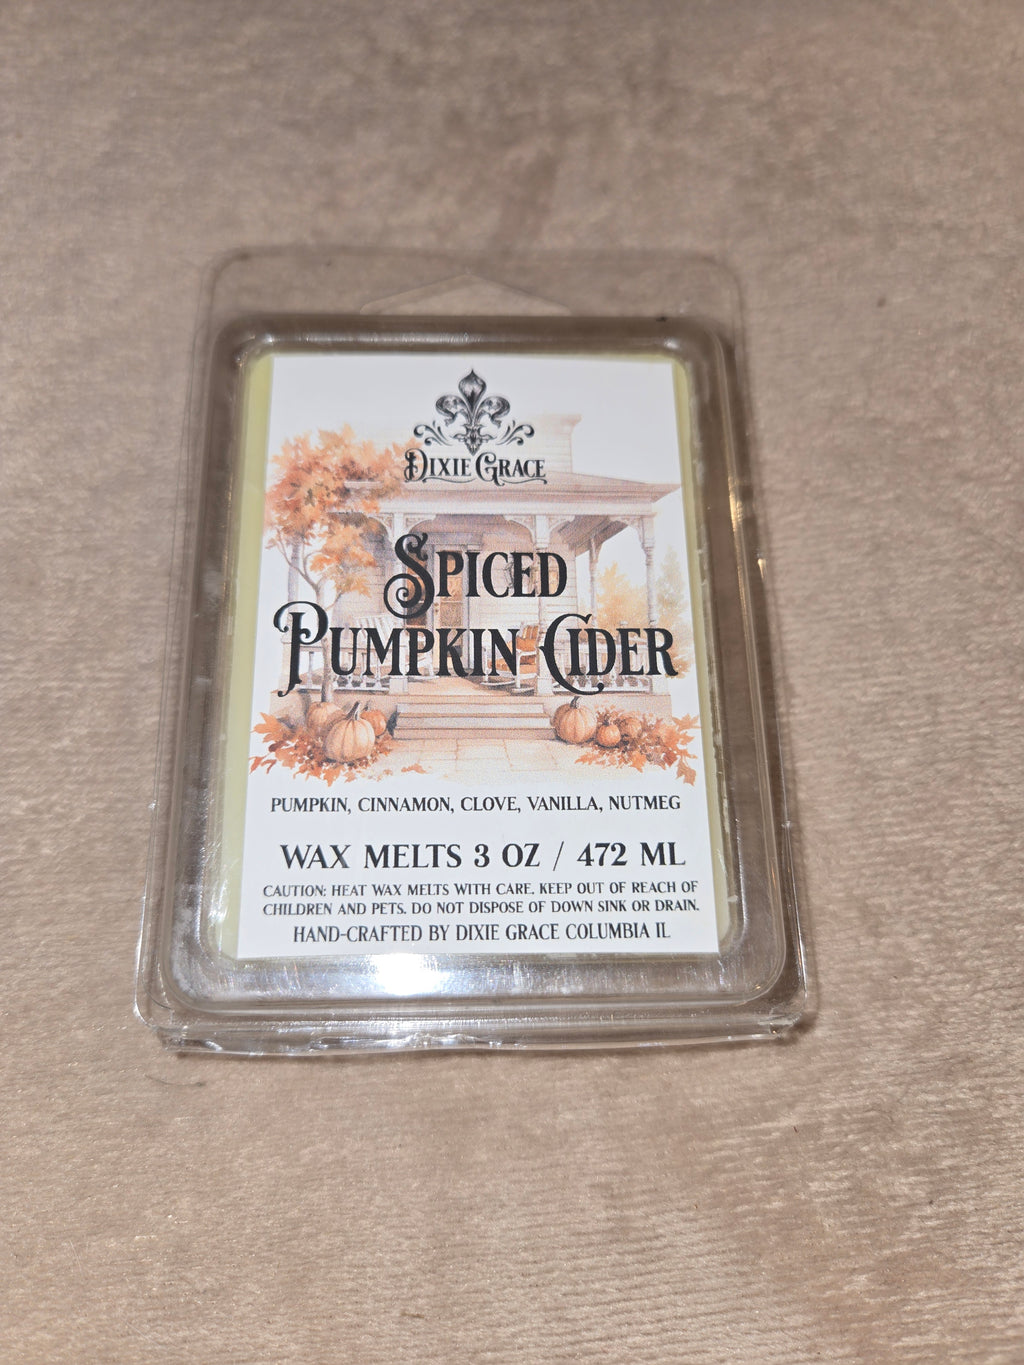 Dixie Grace
Spiced
Pumpkin Cider
PUMPKIN, CINNAMON, CLOVE, VANILLA, NUTMEG
WAX MELTS 3 OZ / 472 ML
CAUTION: HEAT WAX MELTS WITH CARE. KEEP OUT OF REACH OF
CHILDREN AND PETS. DO NOT DISPOSE OF DOWN SINK OR DRAIN.
HAND-CRAFTED BY DIXIE GRACE COLUMBIA IL